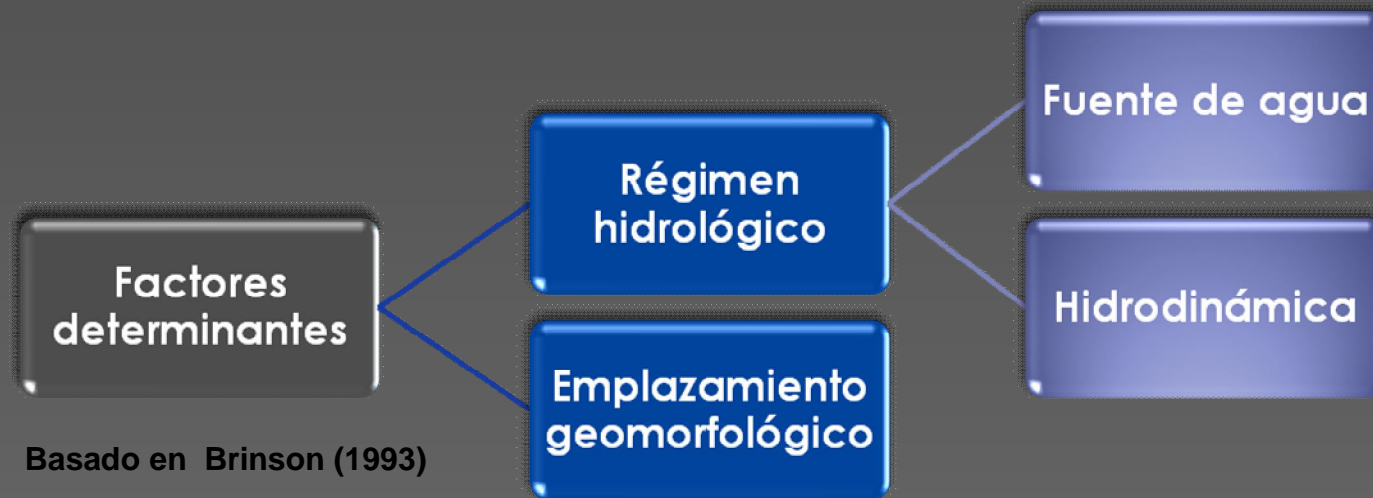 Factores
determinantes
Régimen
hidrológico
Emplazamiento
geomorfológico
Fuente de agua
Hidrodinámica
Basado en Brinson (1993)